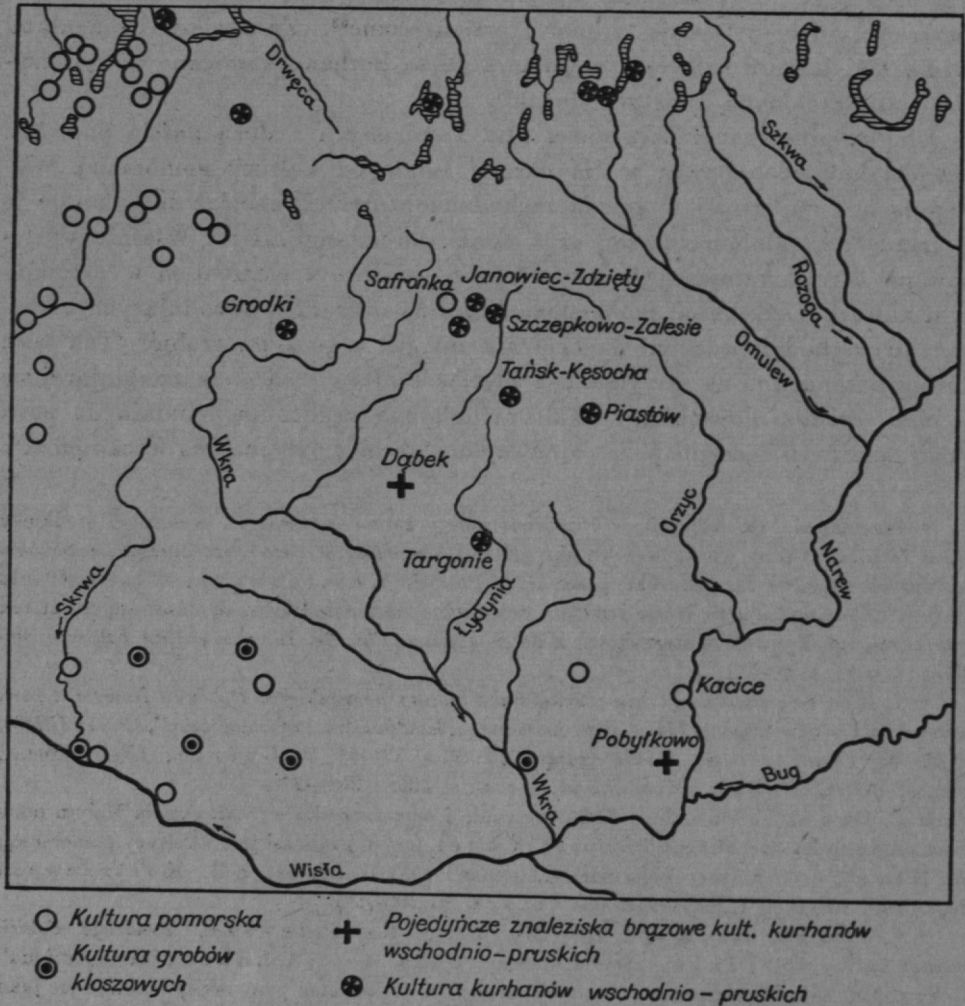 Drwęca
Szkwa
Rozoga
Omulew
Safronka
Janowiec-Zdzięty
Grodki
Szczepkowo-Zalesie
Tańsk-Kęsocha
Piastów
Wkra
Dąbek
Orzyc
Narew
Targonie
Łydynia
Skrwa
Kacice
Pobyłkowo
Bug
Wkra
Wisła
Kultura pomorska
Kultura grobów
kloszowych
Pojedyńcze znaleziska brązowe kult. kurhanów
wschodnio-pruskich
Kultura kurhanów wschodnio-pruskich